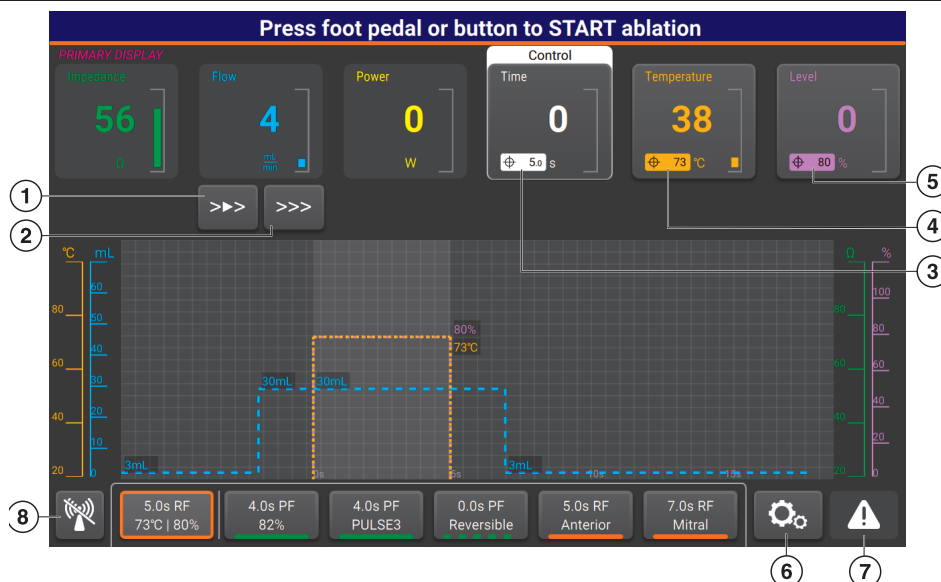 Press foot pedal or button to START ablation
PRIMARY DISPLAY
Control
Impedance
Flow
Power
Time
Temperature
Level
56
4
0
0
38
0
Ω
mL
min
W
5.0 s
73 °C
80 %
1
>▶>
>>>
5
2
4
3
°C
mL
Ω
%
60
50
40
30
20
10
0
80
60
40
20
80
60
40
20
100
80
60
40
20
0
80%
73°C
30mL
30mL
3mL
3mL
0s
5s
10s
15s
8
5.0s RF
73°C | 80%
4.0s PF
82%
4.0s PF
PULSE3
0.0s PF
Reversible
5.0s RF
Anterior
7.0s RF
Mitral
6
7